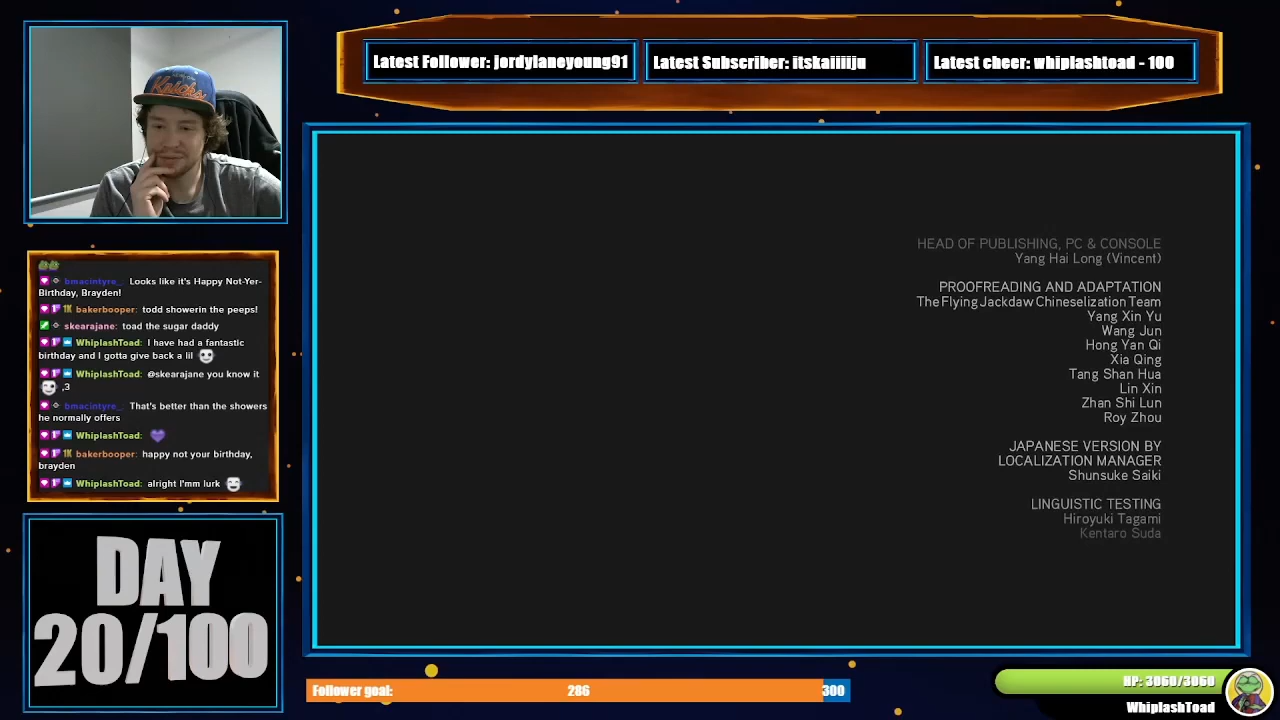 Knicks
Latest Follower: jordylaneyoung91
Latest Subscriber: itskaiiiiju
Latest cheer: whiplashtoad - 100
bmacintyre_: Looks like it's Happy Not-Yer-
Birthday, Brayden!
1K bakerbooper: todd showerin the peeps!
skearajane: toad the sugar daddy
WhiplashToad: I have had a fantastic
birthday and I gotta give back a lil
WhiplashToad: @skearajane you know it
,3
bmacintyre_: That's better than the showers
he normally offers
WhiplashToad:
1K bakerbooper: happy not your birthday,
brayden
WhiplashToad: alright I'mm lurk
DAY
20/100
HEAD OF PUBLISHING, PC & CONSOLE
Yang Hai Long (Vincent)
PROOFREADING AND ADAPTATION
The Flying Jackdaw Chineselization Team
Yang Xin Yu
Wang Jun
Hong Yan Qi
Xia Qing
Tang Shan Hua
Lin Xin
Zhan Shi Lun
Roy Zhou
JAPANESE VERSION BY
LOCALIZATION MANAGER
Shunsuke Saiki
LINGUISTIC TESTING
Hiroyuki Tagami
Kentaro Suda
Follower goal: 286 300
HP: 3060/3060
WhiplashToad